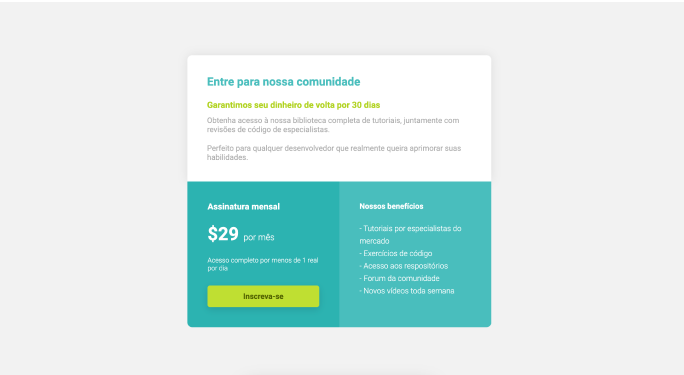 Entre para nossa comunidade
Garantimos seu dinheiro de volta por 30 dias
Obtenha acesso à nossa biblioteca completa de tutoriais, juntamente com
revisões de código de especialistas.
Perfeito para qualquer desenvolvedor que realmente queira aprimorar suas
habilidades.
Assinatura mensal
$29 por mês
Acesso completo por menos de 1 real
por dia
Inscreva-se
Nossos benefícios
- Tutoriais por especialistas do
mercado
- Exercícios de código
- Acesso aos respositórios
- Forum da comunidade
- Novos vídeos toda semana